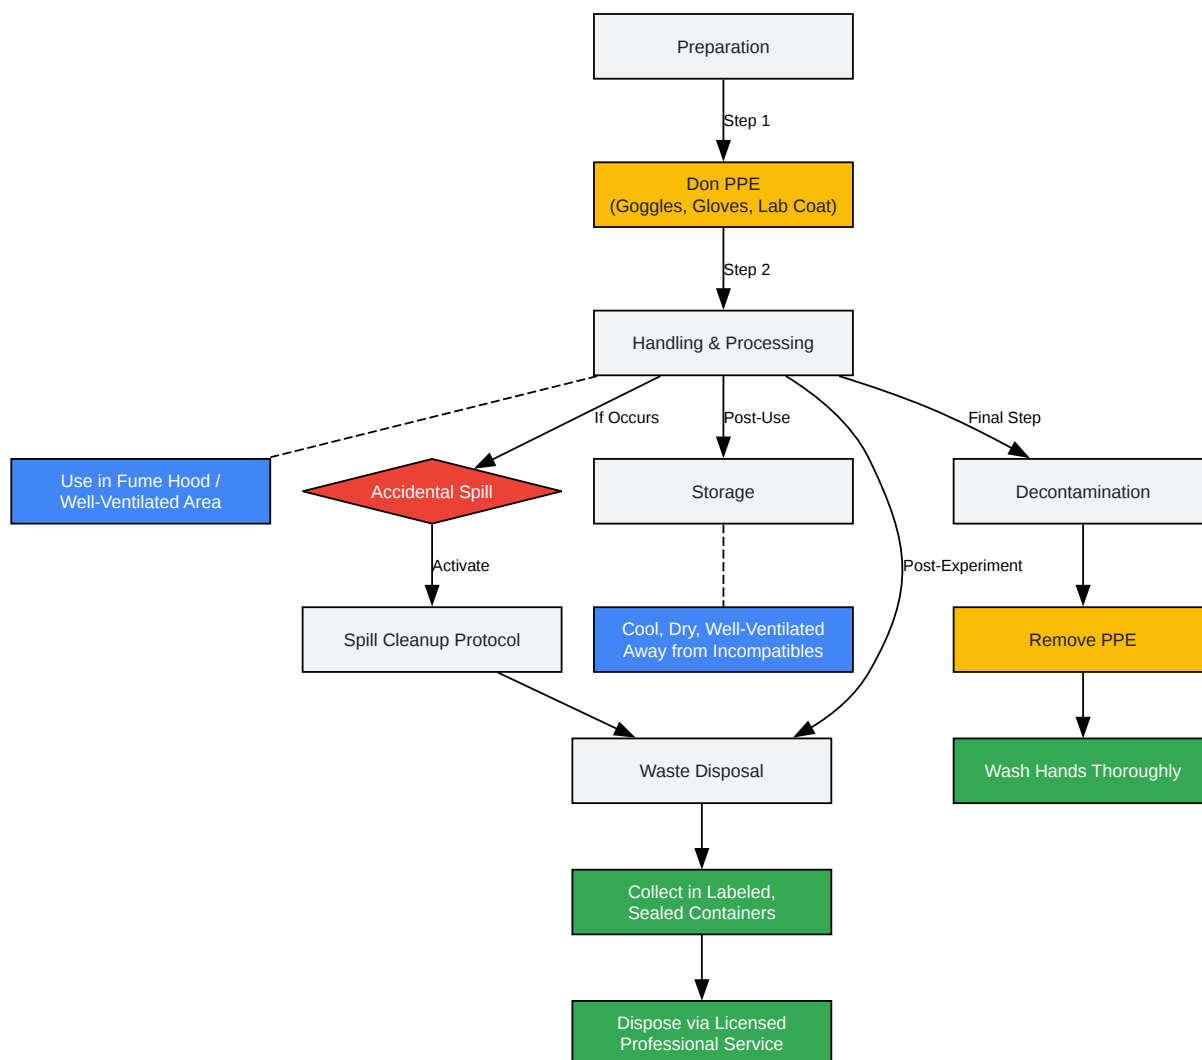 Preparation
Step 1
Don PPE
(Goggles, Gloves, Lab Coat)
Step 2
Handling & Processing
If Occurs
Post-Use
Final Step
Use in Fume Hood /
Well-Ventilated Area
Accidental Spill
Storage
Decontamination
Activate
Post-Experiment
Spill Cleanup Protocol
Cool, Dry, Well-Ventilated
Away from Incompatibles
Remove PPE
Waste Disposal
Wash Hands Thoroughly
Collect in Labeled,
Sealed Containers
Dispose via Licensed
Professional Service